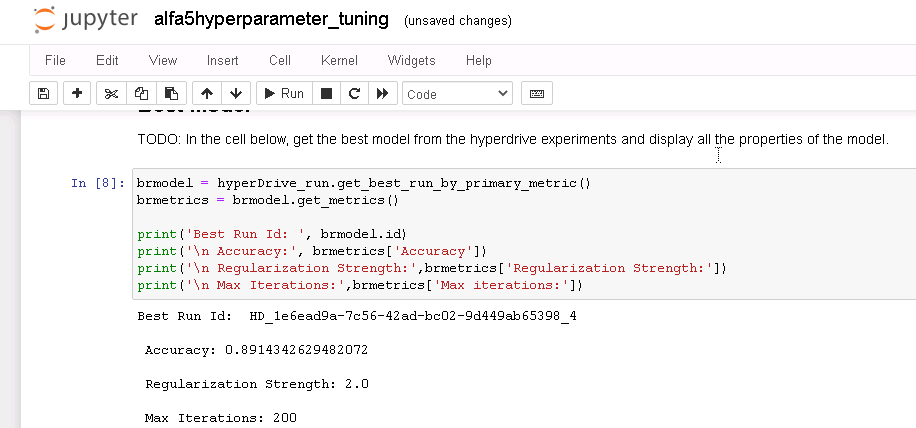 jupyter alfa5hyperparameter_tuning (unsaved changes)
File Edit View Insert Cell Kernel Widgets Help
Run Code
Best Model
TODO: In the cell below, get the best model from the hyperdrive experiments and display all the properties of the model.
In [8]: brmodel = hyperDrive_run.get_best_run_by_primary_metric()
brmetrics = brmodel.get_metrics()
print('Best Run Id: ', brmodel.id)
print('\n Accuracy:', brmetrics['Accuracy'])
print('\n Regularization Strength:',brmetrics['Regularization Strength:'])
print('\n Max Iterations:',brmetrics['Max iterations:'])
Best Run Id:  HD_1e6ead9a-7c56-42ad-bc02-9d449ab65398_4
Accuracy: 0.8914342629482072
Regularization Strength: 2.0
Max Iterations: 200